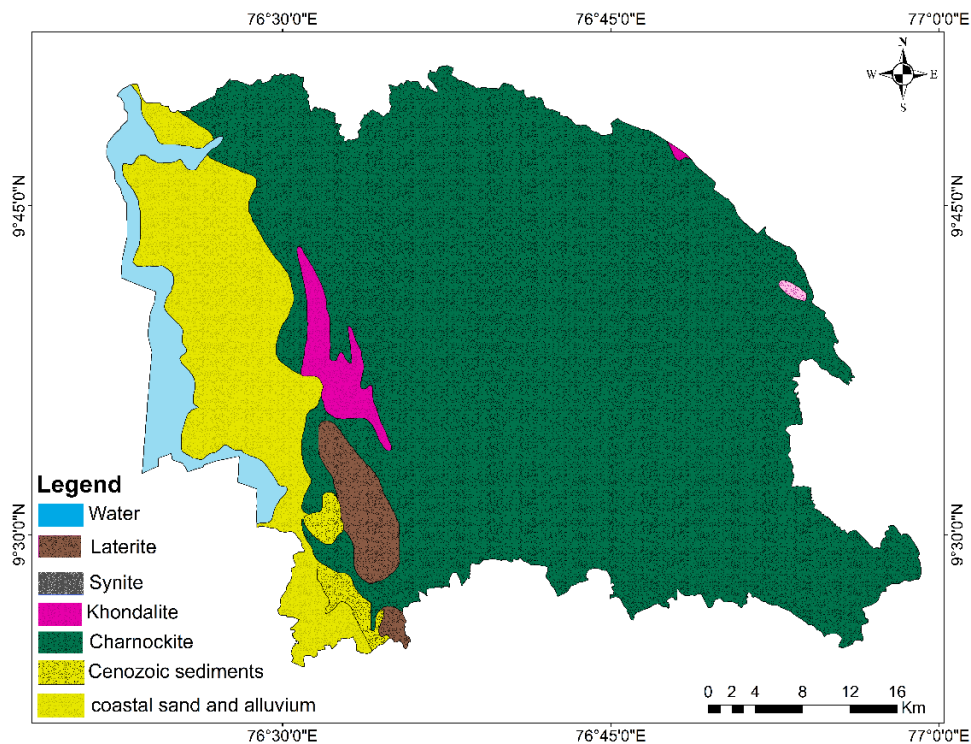 76°30'0"E 76°45'0"E 77°0'0"E
N
W E
S
9°45'0"N 9°45'0"N
9°30'0"N 9°30'0"N
Legend
Water
Laterite
Synite
Khondalite
Charnockite
Cenozoic sediments
coastal sand and alluvium
0 2 4 8 12 16
Km
76°30'0"E 76°45'0"E 77°0'0"E